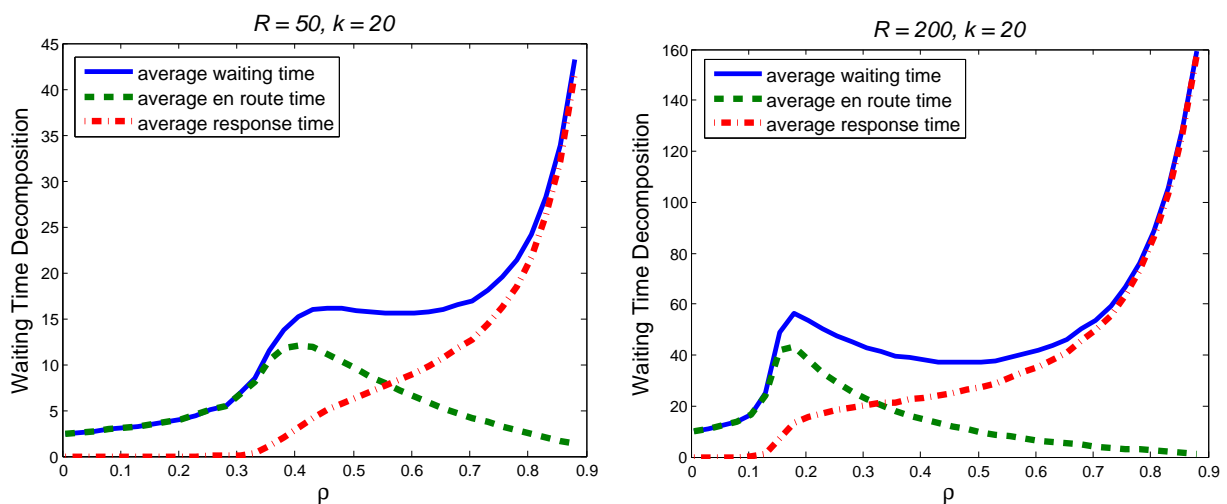 R = 50, k = 20
Waiting Time Decomposition
45
40
35
30
25
20
15
10
5
0
average waiting time
average en route time
average response time
0 0.1 0.2 0.3 0.4 0.5 0.6 0.7 0.8 0.9
ρ
R = 200, k = 20
Waiting Time Decomposition
160
140
120
100
80
60
40
20
0
average waiting time
average en route time
average response time
0 0.1 0.2 0.3 0.4 0.5 0.6 0.7 0.8 0.9
ρ